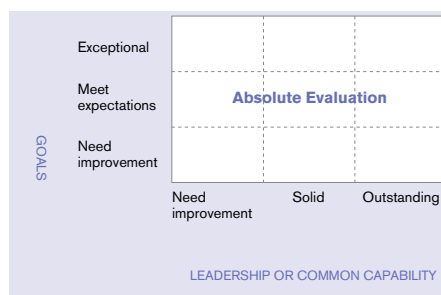 Exceptional
Meet
expectations
Absolute Evaluation
Need
improvement
GOALS
Need
improvement
Solid
Outstanding
LEADERSHIP OR COMMON CAPABILITY